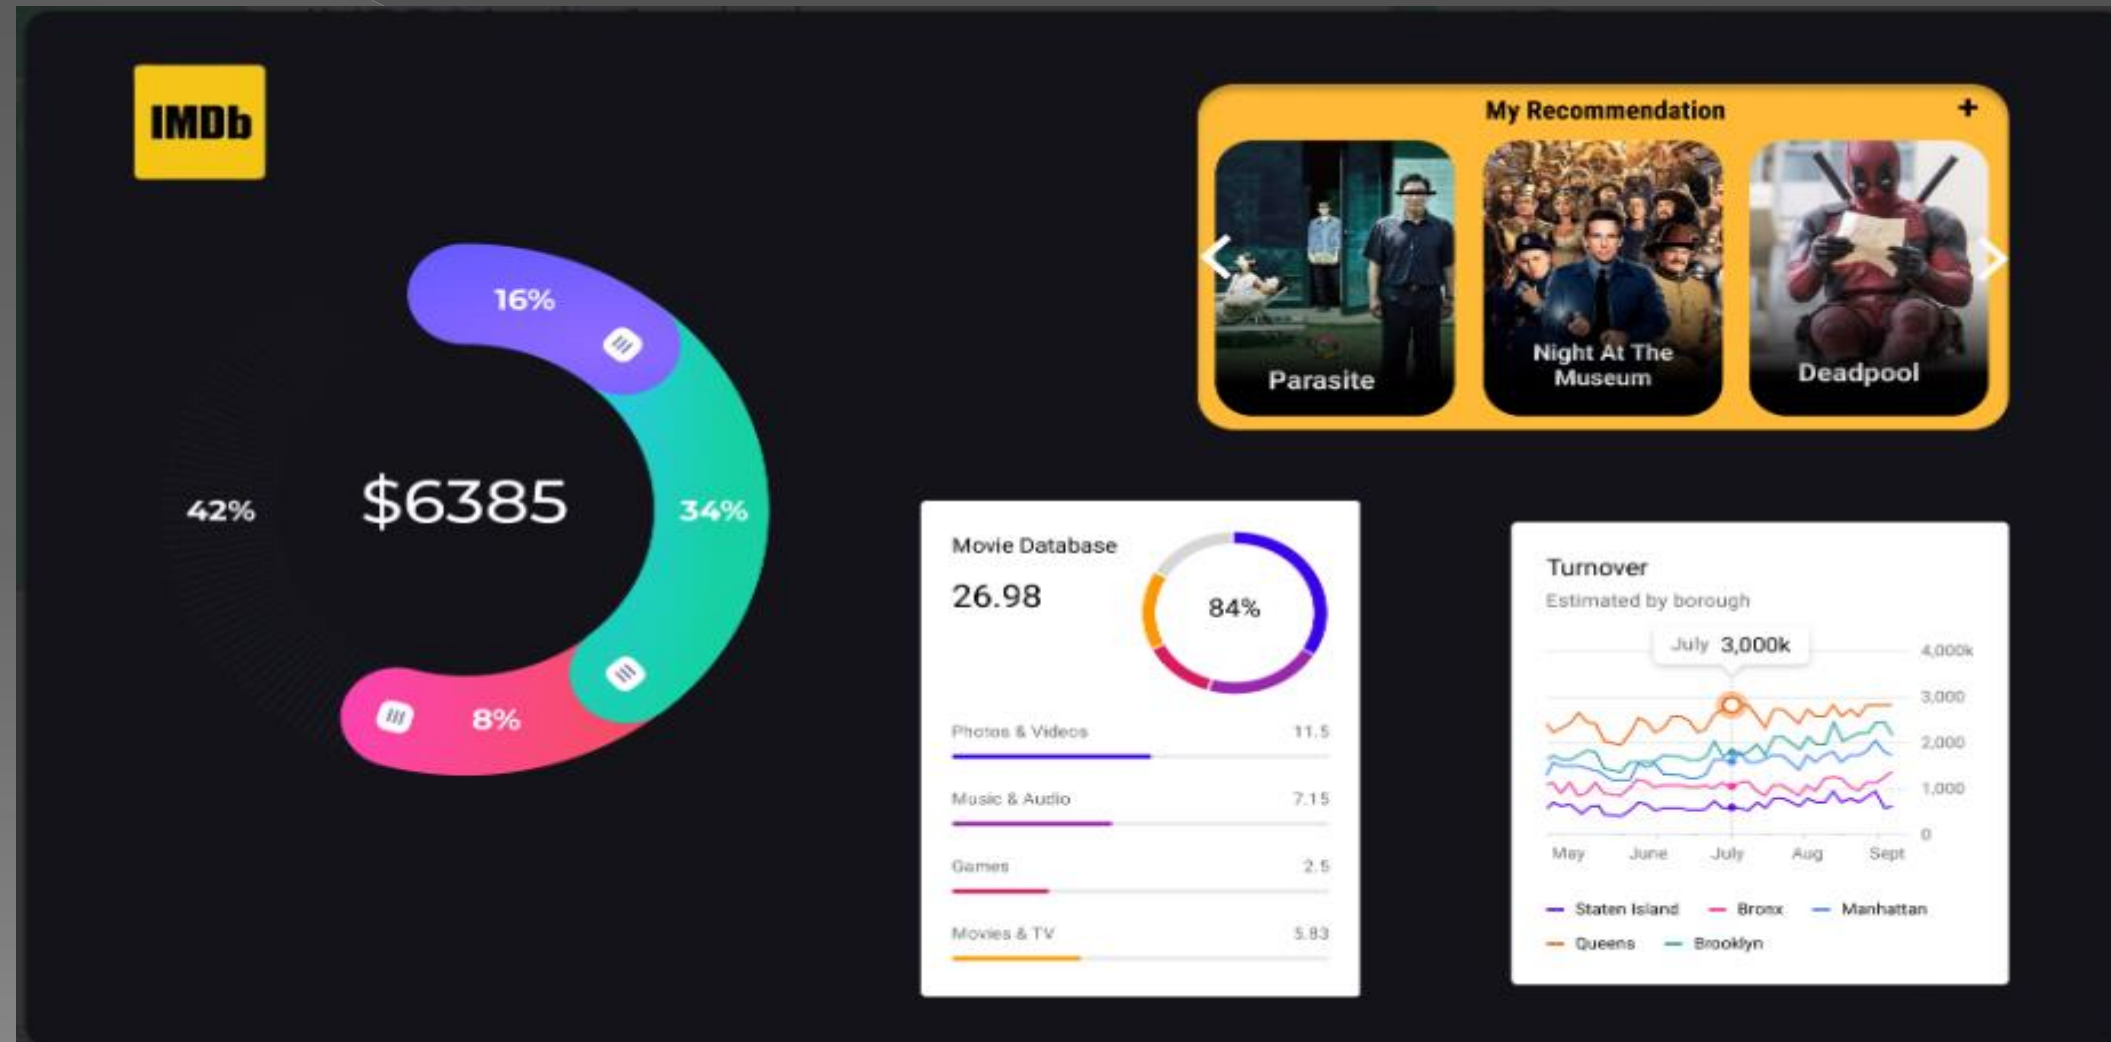 IMDb
My Recommendation +
Parasite
Night At The
Museum
Deadpool
16%
34%
8%
42%
$6385
Movie Database
26.98
84%
Photos & Videos 11.5
Music & Audio 7.15
Games 2.5
Movies & TV 5.83
Turnover
Estimated by borough
July 3,000k
4,000k
3,000
2,000
1,000
0
May June July Aug Sept
Staten Island Bronx Manhattan
Queens Brooklyn